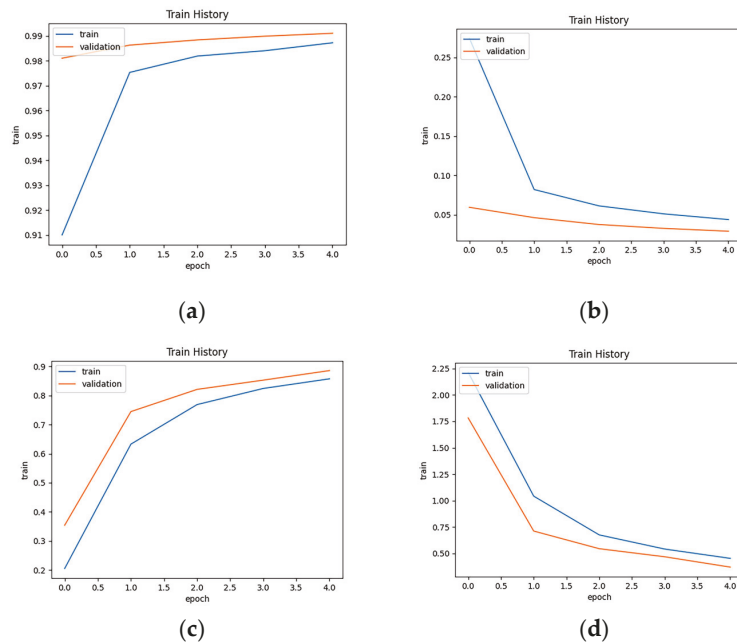 Train History
train
validation
0.99
0.98
0.97
0.96
0.95
0.94
0.93
0.92
0.91
train
0.0 0.5 1.0 1.5 2.0 2.5 3.0 3.5 4.0
epoch
(a)
Train History
train
validation
0.25
0.20
0.15
0.10
0.05
train
0.0 0.5 1.0 1.5 2.0 2.5 3.0 3.5 4.0
epoch
(b)
Train History
train
validation
0.9
0.8
0.7
0.6
0.5
0.4
0.3
0.2
train
0.0 0.5 1.0 1.5 2.0 2.5 3.0 3.5 4.0
epoch
(c)
Train History
train
validation
2.25
2.00
1.75
1.50
1.25
1.00
0.75
0.50
train
0.0 0.5 1.0 1.5 2.0 2.5 3.0 3.5 4.0
epoch
(d)